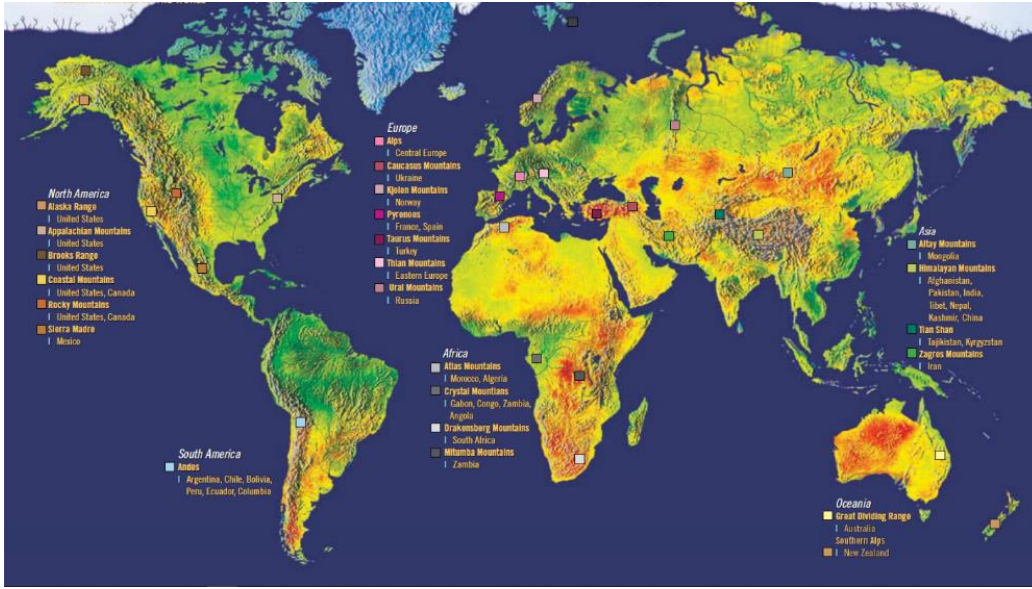 North America
Alaska Range
United States
Appalachian Mountains
United States
Brooks Range
United States
Coastal Mountains
United States, Canada
Rocky Mountains
United States, Canada
Sierra Madre
Mexico
South America
Andes
Argentina, Chile, Bolivia,
Peru, Ecuador, Columbia
Europe
Alps
Central Europe
Caucasus Mountains
Ukraine
Kjolen Mountains
Norway
Pyrenees
France, Spain
Taurus Mountains
Turkey
Thian Mountains
Eastern Europe
Ural Mountains
Russia
Africa
Atlas Mountains
Morocco, Algeria
Crystal Mountians
Gabon, Congo, Zambia,
Angola
Drakensberg Mountains
South Africa
Mitumba Mountains
Zambia
Asia
Altay Mountains
Mongolia
Himalayan Mountains
Afghanistan,
Pakistan, India,
Tibet, Nepal,
Kashmir, China
Tian Shan
Tajikistan, Kyrgyzstan
Zagros Mountains
Iran
Oceania
Great Dividing Range
Australia
Southern Alps
New Zealand